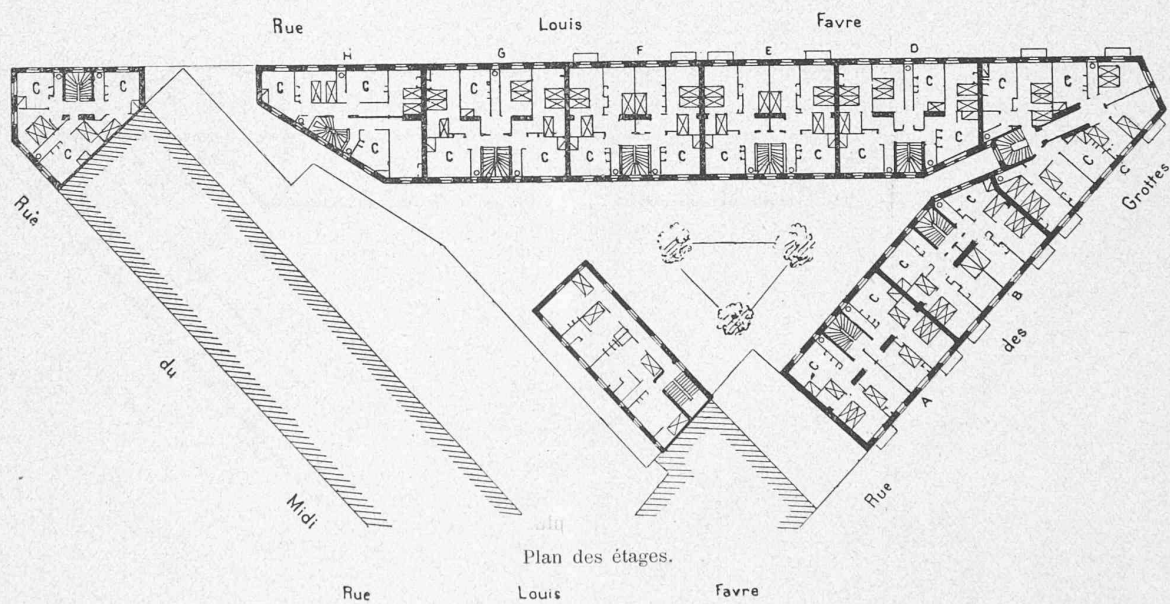 Rue Louis Favre
H G F E D
C C C C C C C C C C
C C C C C C C C C C
Rue du Midi
Rue des Grottes
A B C
Plan des étages.
Rue Louis Favre